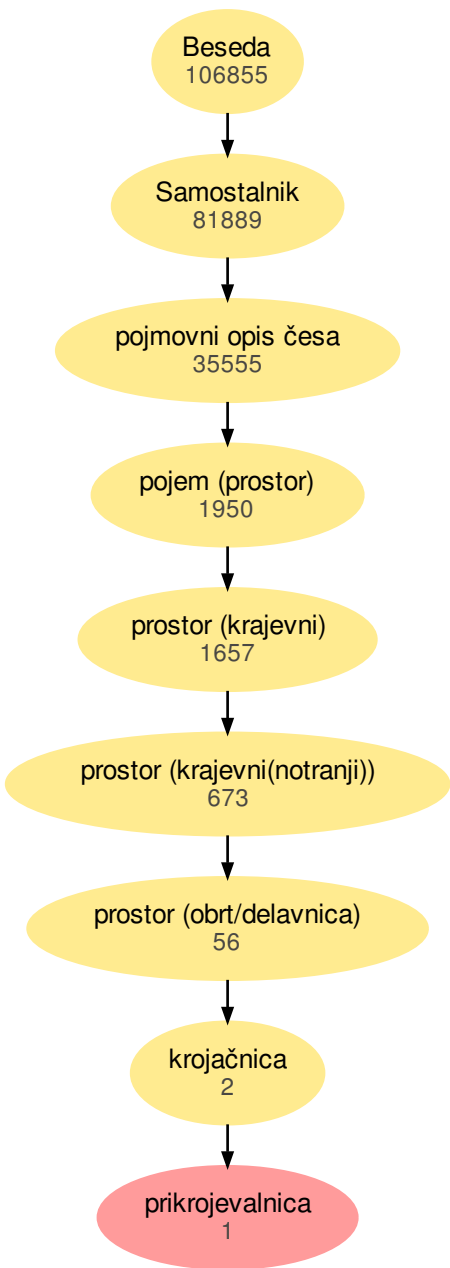 Beseda
106855
Samostalnik
81889
pojmovni opis česa
35555
pojem (prostor)
1950
prostor (krajevni)
1657
prostor (krajevni(notranji))
673
prostor (obrt/delavnica)
56
krojačnica
2
prikrojevalnica
1